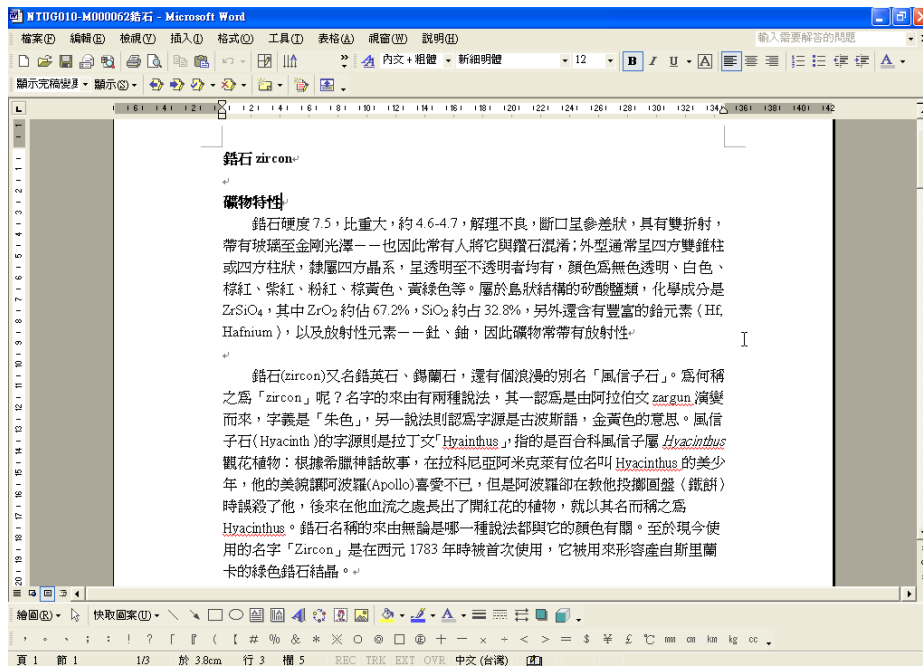 NTUG010-M000062鋯石 - Microsoft Word
檔案(F) 編輯(E) 檢視(V) 插入(I) 格式(O) 工具(T) 表格(A) 視窗(W) 說明(H) 輸入需要解答的問題
內文 + 粗體 新細明體 12 B I U A A
顯示完稿變更 顯示(S)
鋯石 zircon
礦物特性
鋯石硬度 7.5，比重大，約 4.6-4.7，解理不良，斷口呈參差狀，具有雙折射，
帶有玻璃至金剛光澤－－也因此常有人將它與鑽石混淆；外型通常呈四方雙錐柱
或四方柱狀，隸屬四方晶系，呈透明至不透明者均有，顏色為無色透明、白色、
棕紅、紫紅、粉紅、棕黃色、黃綠色等。屬於島狀結構的矽酸鹽類，化學成分是
ZrSiO₄，其中 ZrO₂ 約佔 67.2%，SiO₂ 約占 32.8%，另外還含有豐富的鉿元素（Hf,
Hafnium），以及放射性元素－－釷、鈾，因此礦物常帶有放射性
鋯石(zircon)又名鋯英石、錫蘭石，還有個浪漫的別名「風信子石」。為何稱
之為「zircon」呢？名字的來由有兩種說法，其一認為是由阿拉伯文 zargun 演變
而來，字義是「朱色」，另一說法則認為字源是古波斯語，金黃色的意思。風信
子石（Hyacinth）的字源則是拉丁文「Hyainthus」，指的是百合科風信子屬 Hyacinthus
觀花植物：根據希臘神話故事，在拉科尼亞阿米克萊有位名叫 Hyacinthus 的美少
年，他的美貌讓阿波羅(Apollo)喜愛不已，但是阿波羅卻在教他投擲圓盤（鐵餅）
時誤殺了他，後來在他血流之處長出了開紅花的植物，就以其名而稱之為
Hyacinthus。鋯石名稱的來由無論是哪一種說法都與它的顏色有關。至於現今使
用的名字「Zircon」是在西元 1783 年時被首次使用，它被用來形容產自斯里蘭
卡的綠色鋯石結晶。
繪圖(R) 快取圖案(U)
， 。 、 ； ： ！ ？ 「 『 （ 【 # % & * ※ ○ ◎ □ ㊣ ＋ － × ÷ ＜ ＞ ＝ $ ￥ ￡ ℃ mm cm km kg cc
頁 1 節 1 1/3 於 3.8cm 行 3 欄 5 REC TRK EXT OVR 中文 (台灣)